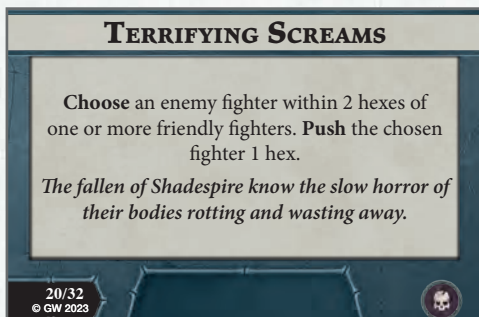 TERRIFYING SCREAMS
Choose an enemy fighter within 2 hexes of
one or more friendly fighters. Push the chosen
fighter 1 hex.
The fallen of Shadespire know the slow horror of
their bodies rotting and wasting away.
20/32
© GW 2023